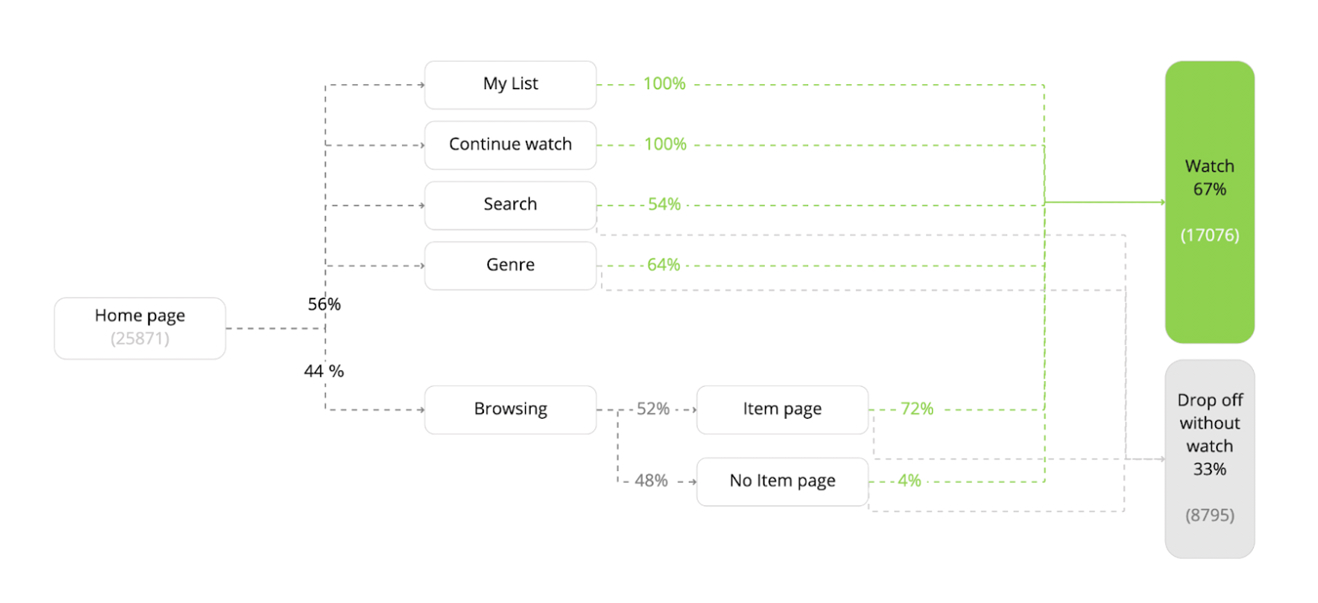 My List
100%
Continue watch
100%
Search
54%
Genre
64%
Watch
67%
(17076)
Home page
(25871)
56%
44 %
Browsing
52%
Item page
72%
48%
No Item page
4%
Drop off
without
watch
33%
(8795)